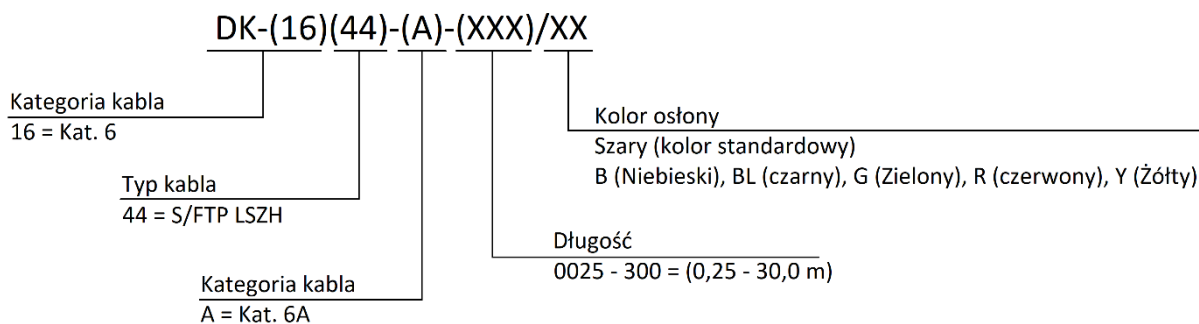 DK-(16)(44)-(A)-(XXX)/XX
Kategoria kabla
16 = Kat. 6
Kolor osłony
Szary (kolor standardowy)
B (Niebieski), BL (czarny), G (Zielony), R (czerwony), Y (Żółty)
Typ kabla
44 = S/FTP LSZH
Długość
0025 - 300 = (0,25 - 30,0 m)
Kategoria kabla
A = Kat. 6A